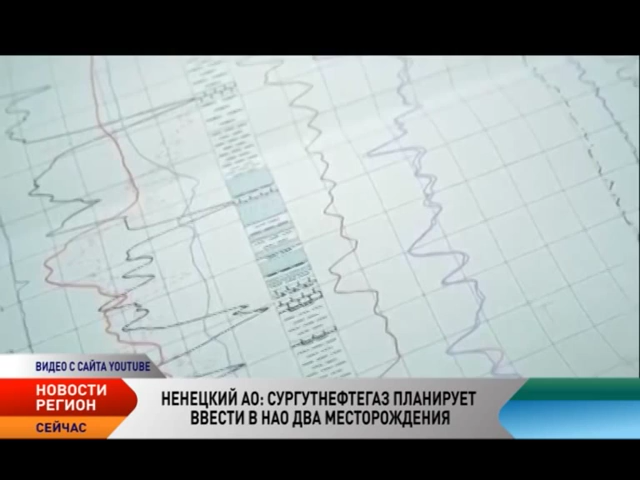 ВИДЕО С САЙТА YOUTUBE
НОВОСТИ
РЕГИОН
СЕЙЧАС
НЕНЕЦКИЙ АО: СУРГУТНЕФТЕГАЗ ПЛАНИРУЕТ
ВВЕСТИ В НАО ДВА МЕСТОРОЖДЕНИЯ